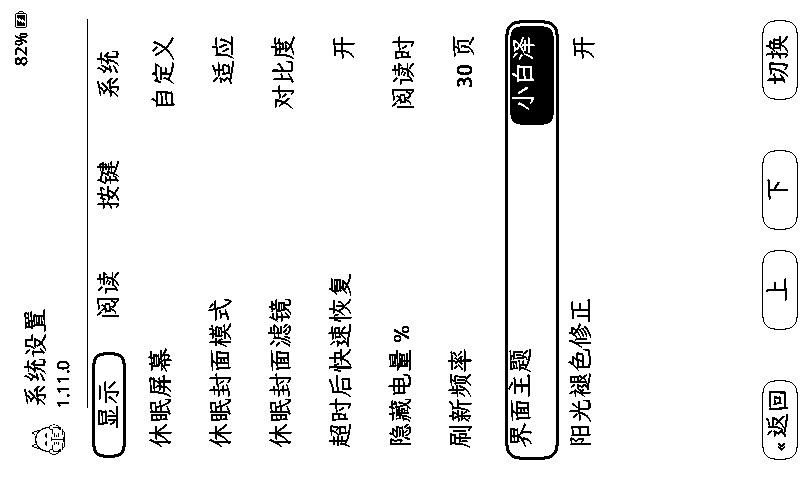 82%
系统设置
1.11.0
显示 阅读 按键 系统
休眠屏幕 自定义
休眠封面模式 适应
休眠封面滤镜 对比度
超时后快速恢复 开
隐藏电量 % 阅读时
刷新频率 30 页
界面主题 小白泽
阳光褪色修正 开
« 返回 上 下 切换